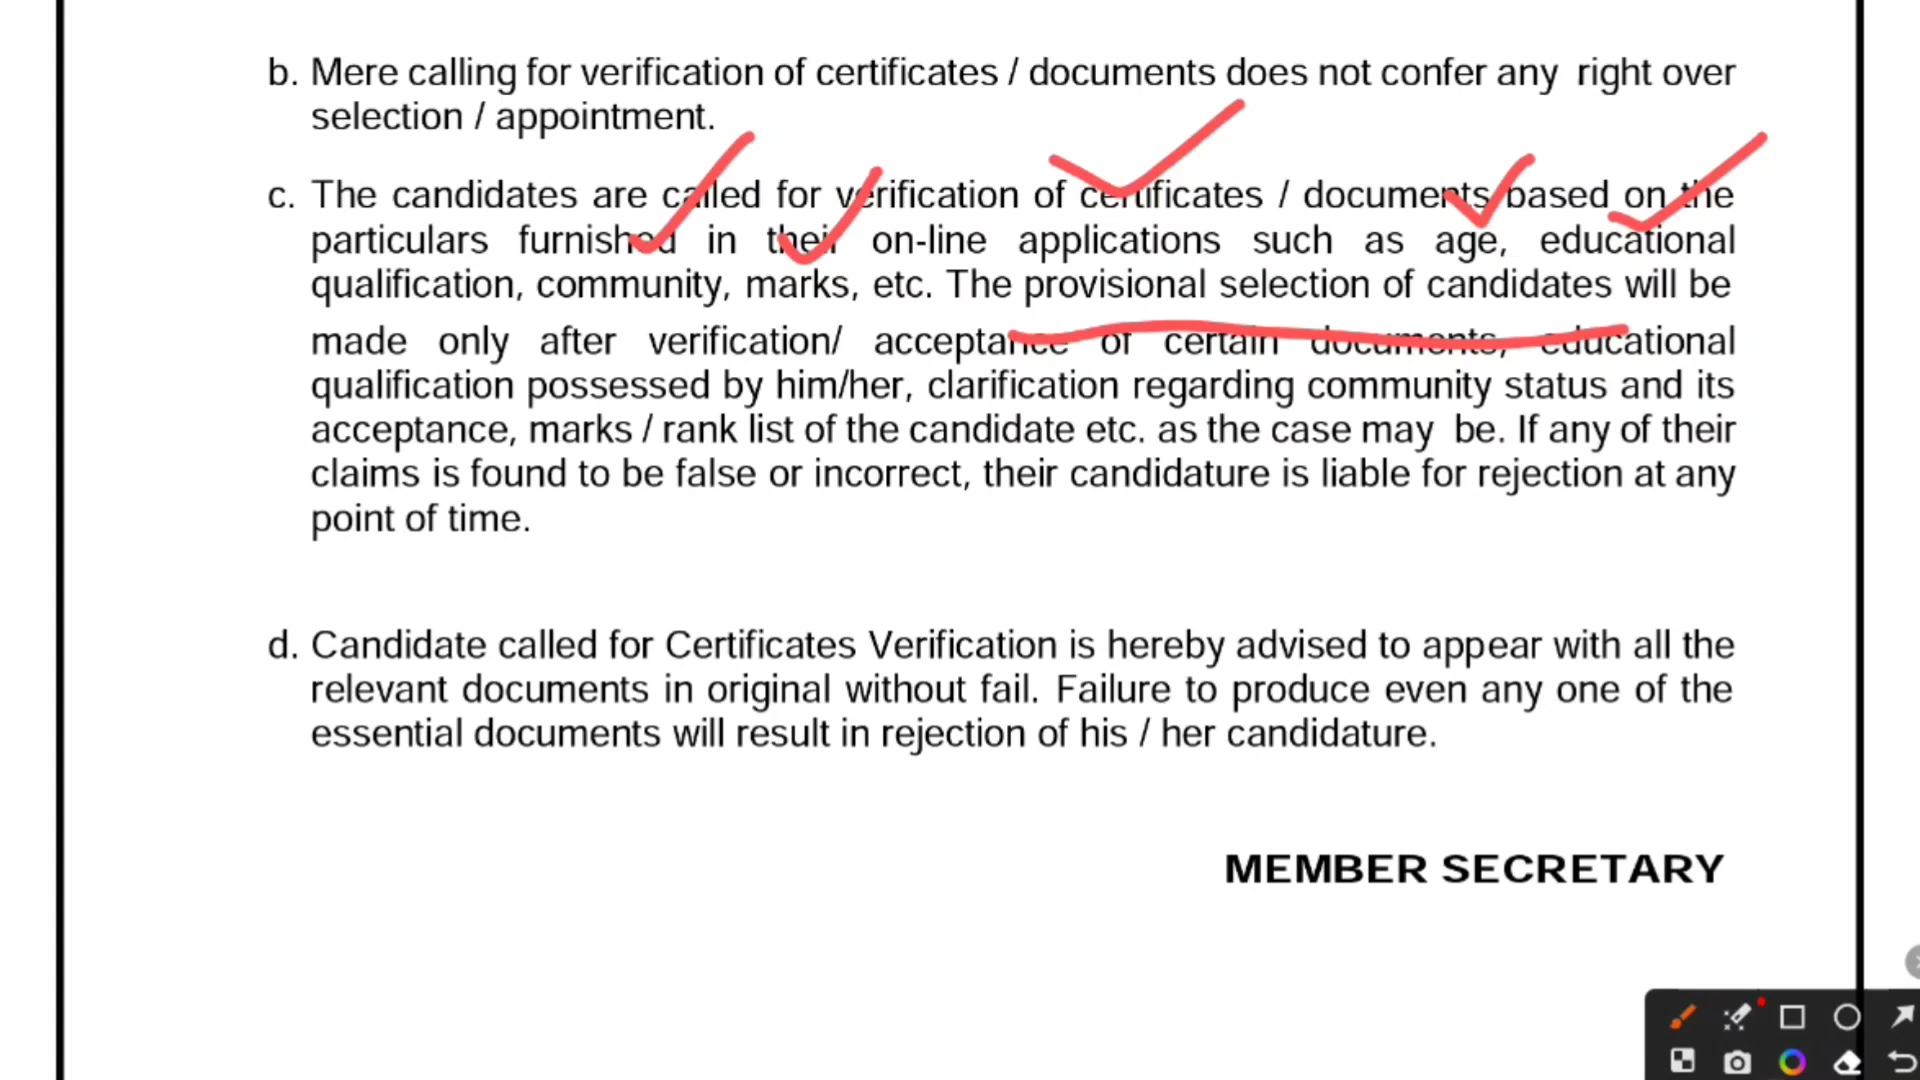 b. Mere calling for verification of certificates / documents does not confer any right over
selection / appointment.
c. The candidates are called for verification of certificates / documents based on the
particulars furnished in their on-line applications such as age, educational
qualification, community, marks, etc. The provisional selection of candidates will be
made only after verification/ acceptance of certain documents, educational
qualification possessed by him/her, clarification regarding community status and its
acceptance, marks / rank list of the candidate etc. as the case may be. If any of their
claims is found to be false or incorrect, their candidature is liable for rejection at any
point of time.
d. Candidate called for Certificates Verification is hereby advised to appear with all the
relevant documents in original without fail. Failure to produce even any one of the
essential documents will result in rejection of his / her candidature.
MEMBER SECRETARY